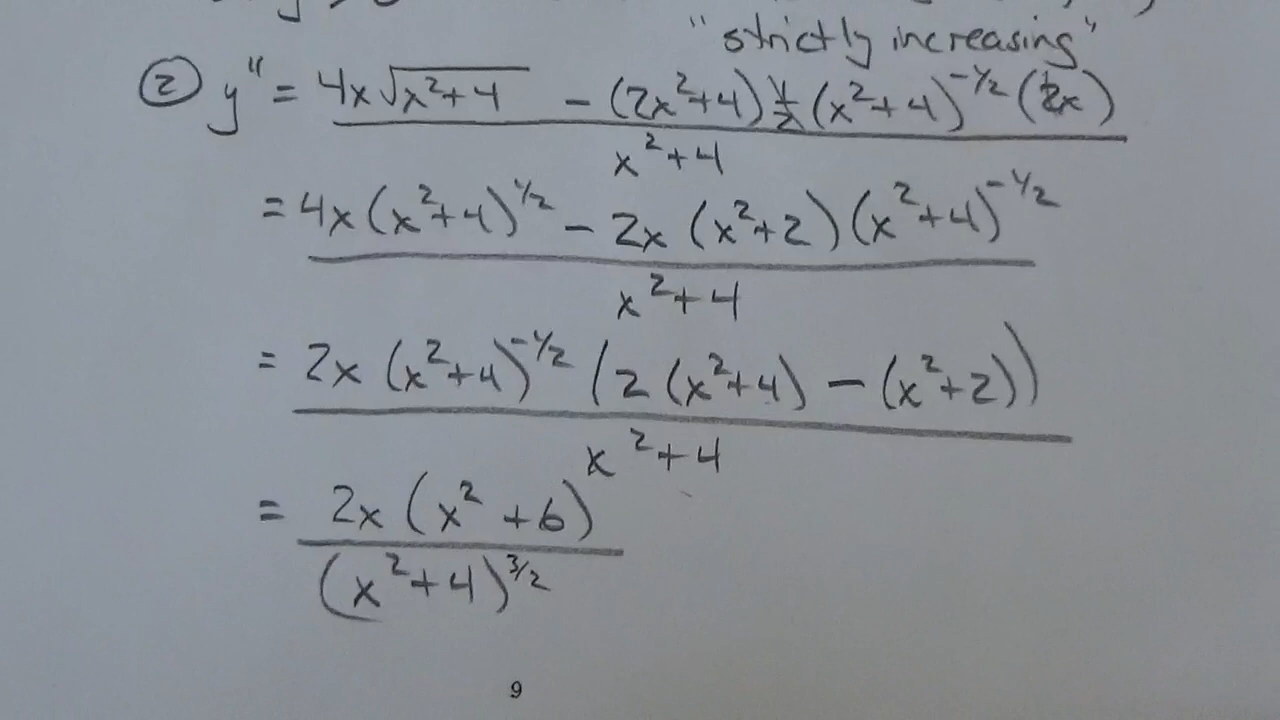 "strictly increasing"
② y" = 4x√(x²+4) - (2x²+4) ½ (x²+4)^(-1/2) (2x)
x²+4
= 4x (x²+4)^(1/2) - 2x (x²+2) (x²+4)^(-1/2)
x²+4
= 2x (x²+4)^(-1/2) (2 (x²+4) - (x²+2))
x²+4
= 2x (x²+6)
(x²+4)^(3/2)
9